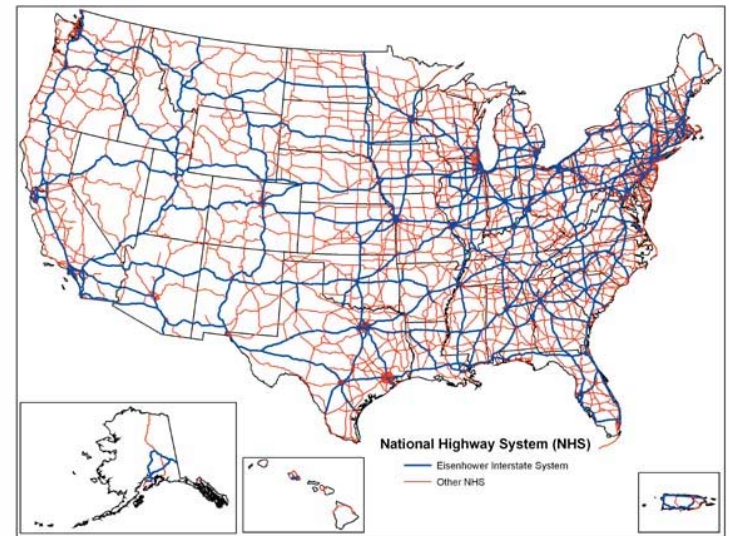 National Highway System (NHS)
Eisenhower Interstate System
Other NHS